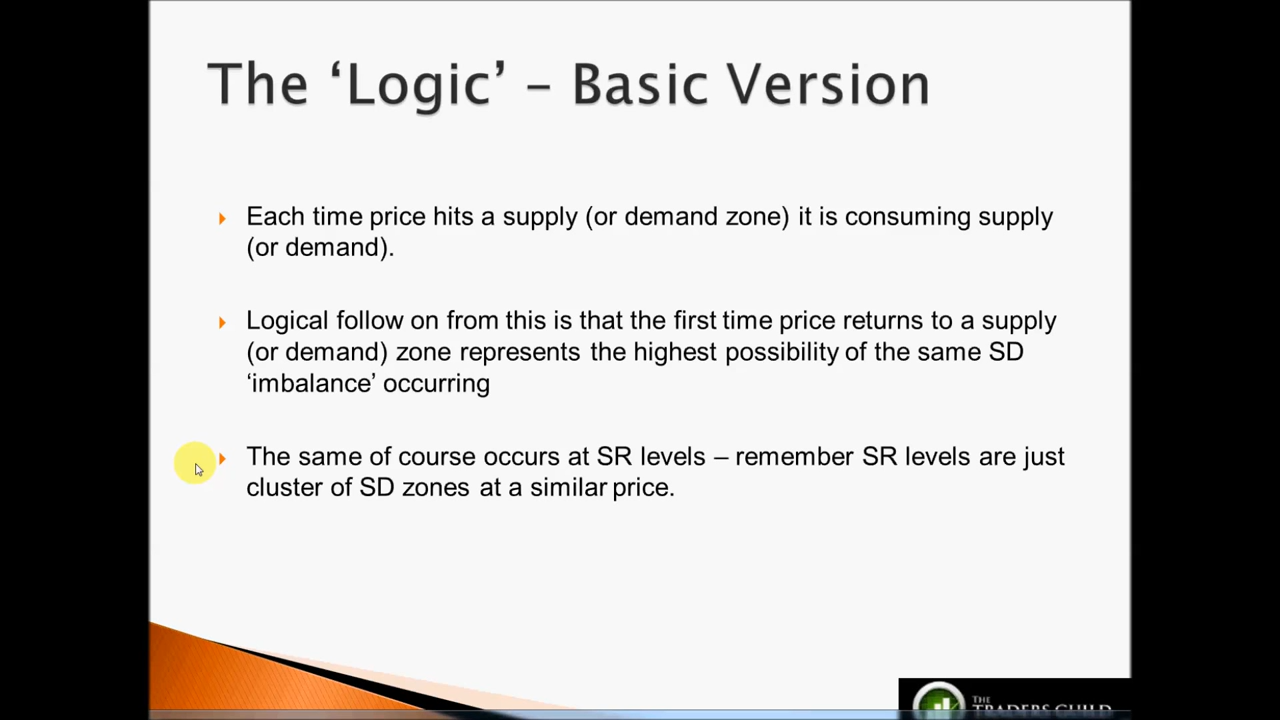 The ‘Logic’ – Basic Version
Each time price hits a supply (or demand zone) it is consuming supply
(or demand).
Logical follow on from this is that the first time price returns to a supply
(or demand) zone represents the highest possibility of the same SD
‘imbalance’ occurring
The same of course occurs at SR levels – remember SR levels are just
cluster of SD zones at a similar price.
THE
TRADERS GUILD